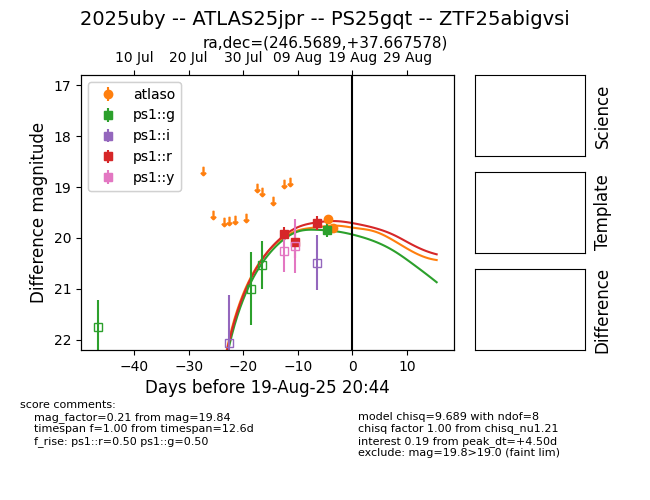 2025uby -- ATLAS25jpr -- PS25gqt -- ZTF25abigvsi
ra,dec=(246.5689,+37.667578)
10 Jul 20 Jul 30 Jul 09 Aug 19 Aug 29 Aug
17
18
19
20
21
22
Difference magnitude
atlaso
ps1::g
ps1::i
ps1::r
ps1::y
−40 −30 −20 −10 0 10
Days before 19-Aug-25 20:44
Science
Template
Difference
score comments:
mag_factor=0.21 from mag=19.84
timespan f=1.00 from timespan=12.6d
f_rise: ps1::r=0.50 ps1::g=0.50
model chisq=9.689 with ndof=8
chisq factor 1.00 from chisq_nu1.21
interest 0.19 from peak_dt=+4.50d
exclude: mag=19.8>19.0 (faint lim)